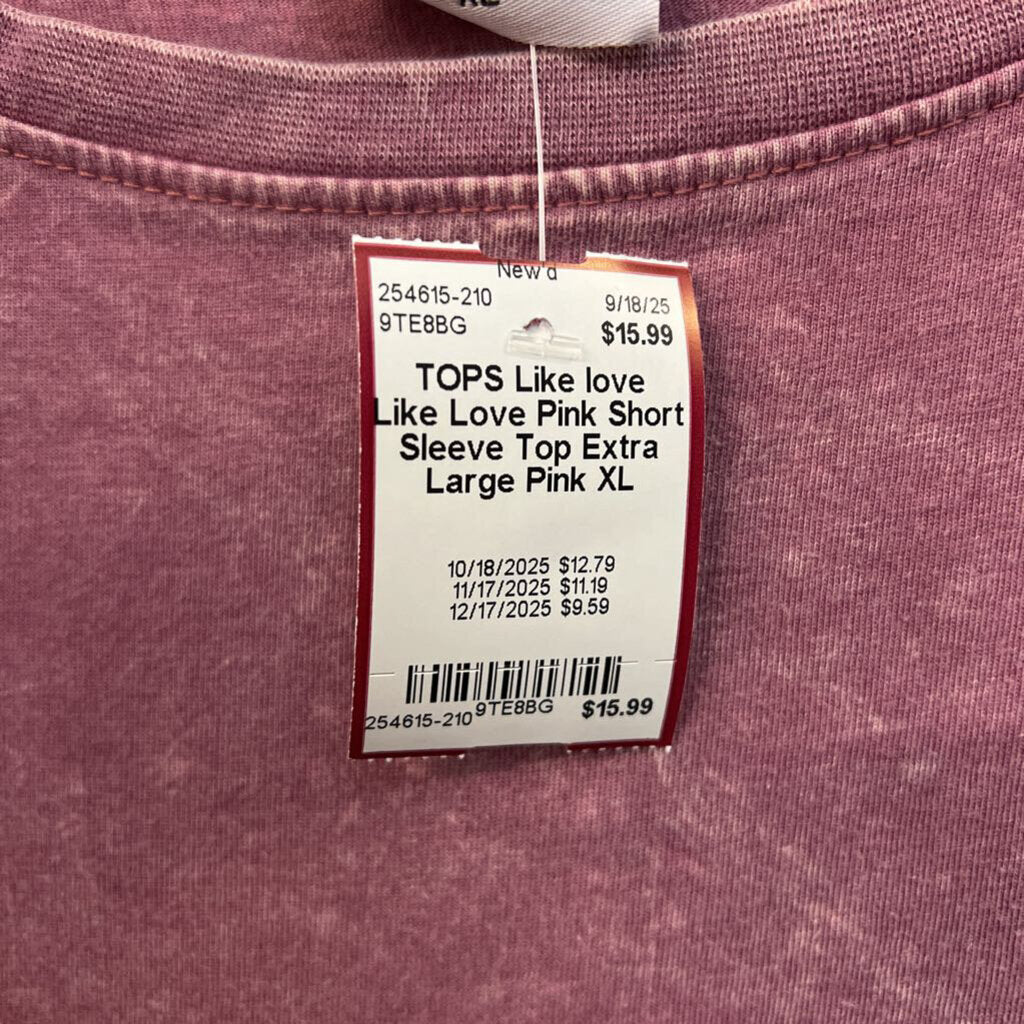 XL
New'd
254615-210 9/18/25
9TE8BG $15.99
TOPS Like love
Like Love Pink Short
Sleeve Top Extra
Large Pink XL
10/18/2025 $12.79
11/17/2025 $11.19
12/17/2025 $9.59
254615-210 9TE8BG $15.99